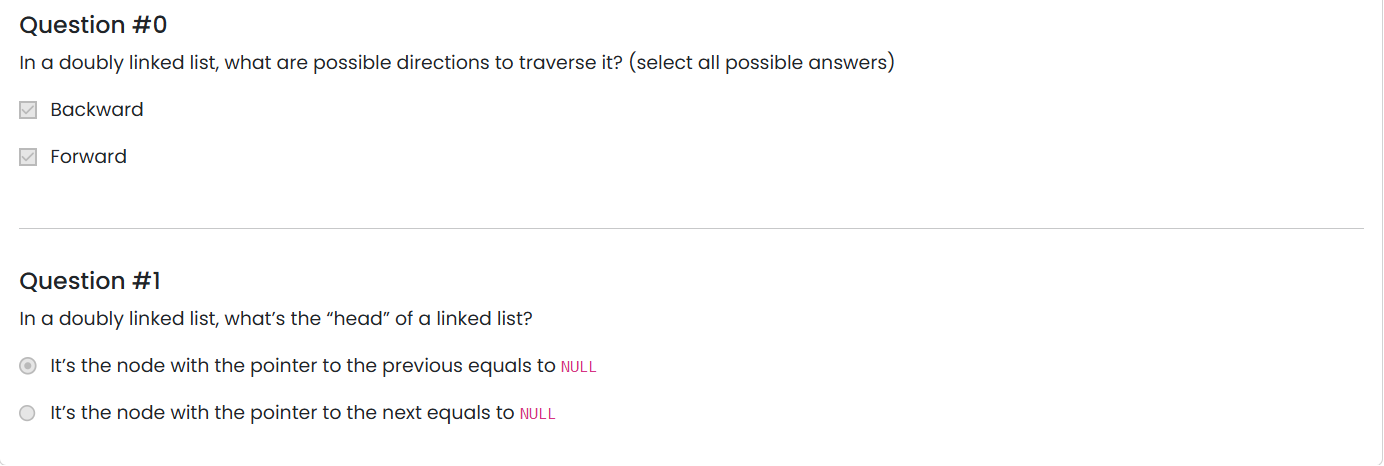 Question #0
In a doubly linked list, what are possible directions to traverse it? (select all possible answers)
Backward
Forward
Question #1
In a doubly linked list, what’s the “head” of a linked list?
It’s the node with the pointer to the previous equals to NULL
It’s the node with the pointer to the next equals to NULL